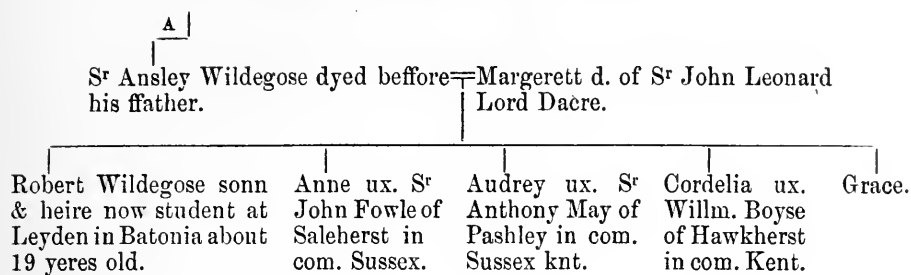 A
Sʳ Ansley Wildegose dyed beffore
his ffather.
Margerett d. of Sʳ John Leonard
Lord Dacre.
Robert Wildegose sonn
& heire now student at
Leyden in Batonia about
19 yeres old.
Anne ux. Sʳ
John Fowle of
Saleherst in
com. Sussex.
Audrey ux. Sʳ
Anthony May of
Pashley in com.
Sussex knt.
Cordelia ux.
Willm. Boyse
of Hawkherst
in com. Kent.
Grace.